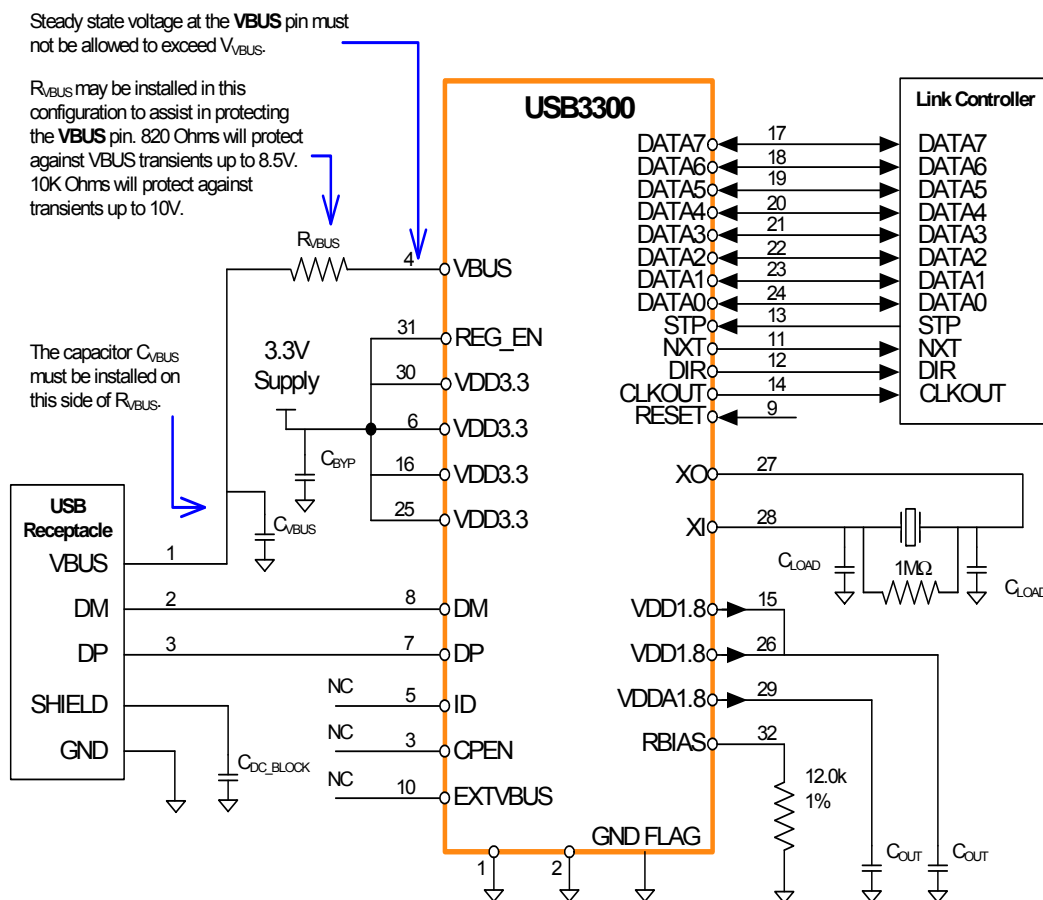 Steady state voltage at the VBUS pin must
not be allowed to exceed VVBUS.
RVBUS may be installed in this
configuration to assist in protecting
the VBUS pin. 820 Ohms will protect
against VBUS transients up to 8.5V.
10K Ohms will protect against
transients up to 10V.
RVBUS
The capacitor CVBUS
must be installed on
this side of RVBUS.
3.3V
Supply
CBYP
CVBUS
USB
Receptacle
VBUS
1
DM
2
DP
3
SHIELD
GND
CDC_BLOCK
USB3300
4
VBUS
31
REG_EN
30
VDD3.3
6
VDD3.3
16
VDD3.3
25
VDD3.3
8
DM
7
DP
NC
5
ID
NC
3
CPEN
NC
10
EXTVBUS
1
2
GND FLAG
Link Controller
DATA7 17 DATA7
DATA6 18 DATA6
DATA5 19 DATA5
DATA4 20 DATA4
DATA3 21 DATA3
DATA2 22 DATA2
DATA1 23 DATA1
DATA0 24 DATA0
STP 13 STP
NXT 11 NXT
DIR 12 DIR
CLKOUT 14 CLKOUT
RESET 9
XO 27
XI 28
CLOAD
1MΩ
CLOAD
VDD1.8 15
VDD1.8 26
VDDA1.8 29
RBIAS 32
12.0k
1%
COUT
COUT